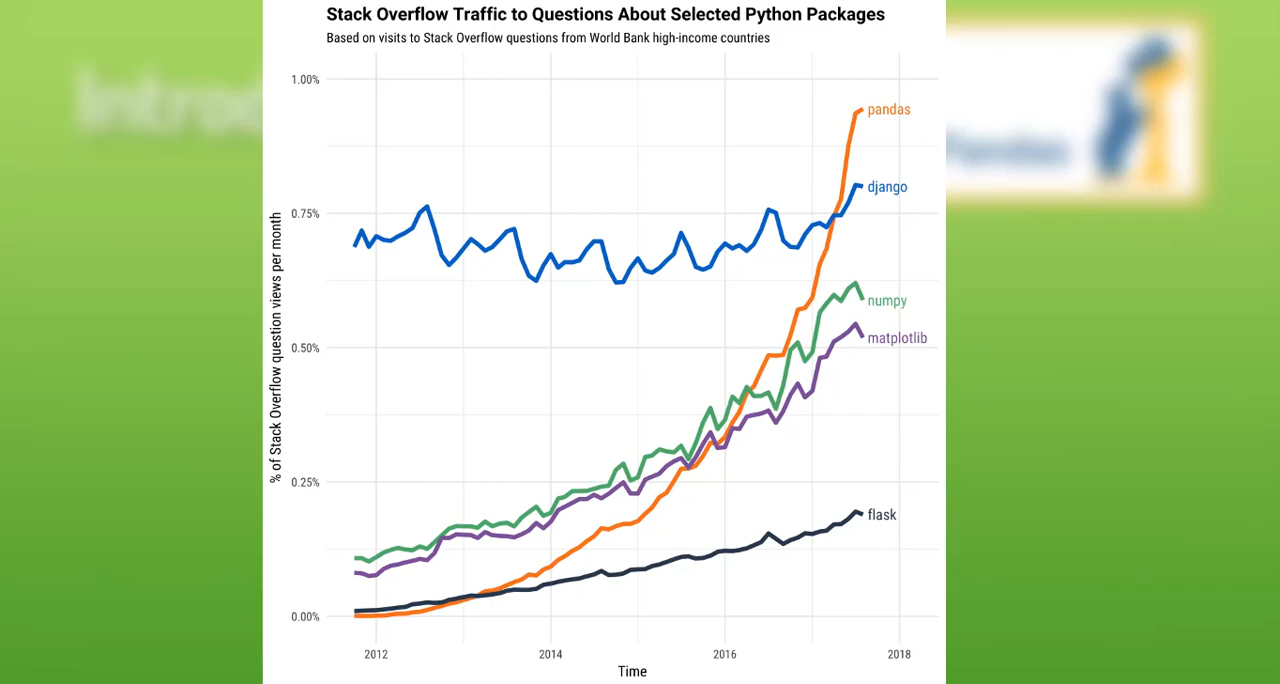 Stack Overflow Traffic to Questions About Selected Python Packages
Based on visits to Stack Overflow questions from World Bank high-income countries
% of Stack Overflow question views per month
1.00%
0.75%
0.50%
0.25%
0.00%
pandas
django
numpy
matplotlib
flask
2012
2014
2016
2018
Time
Introd
Pandas